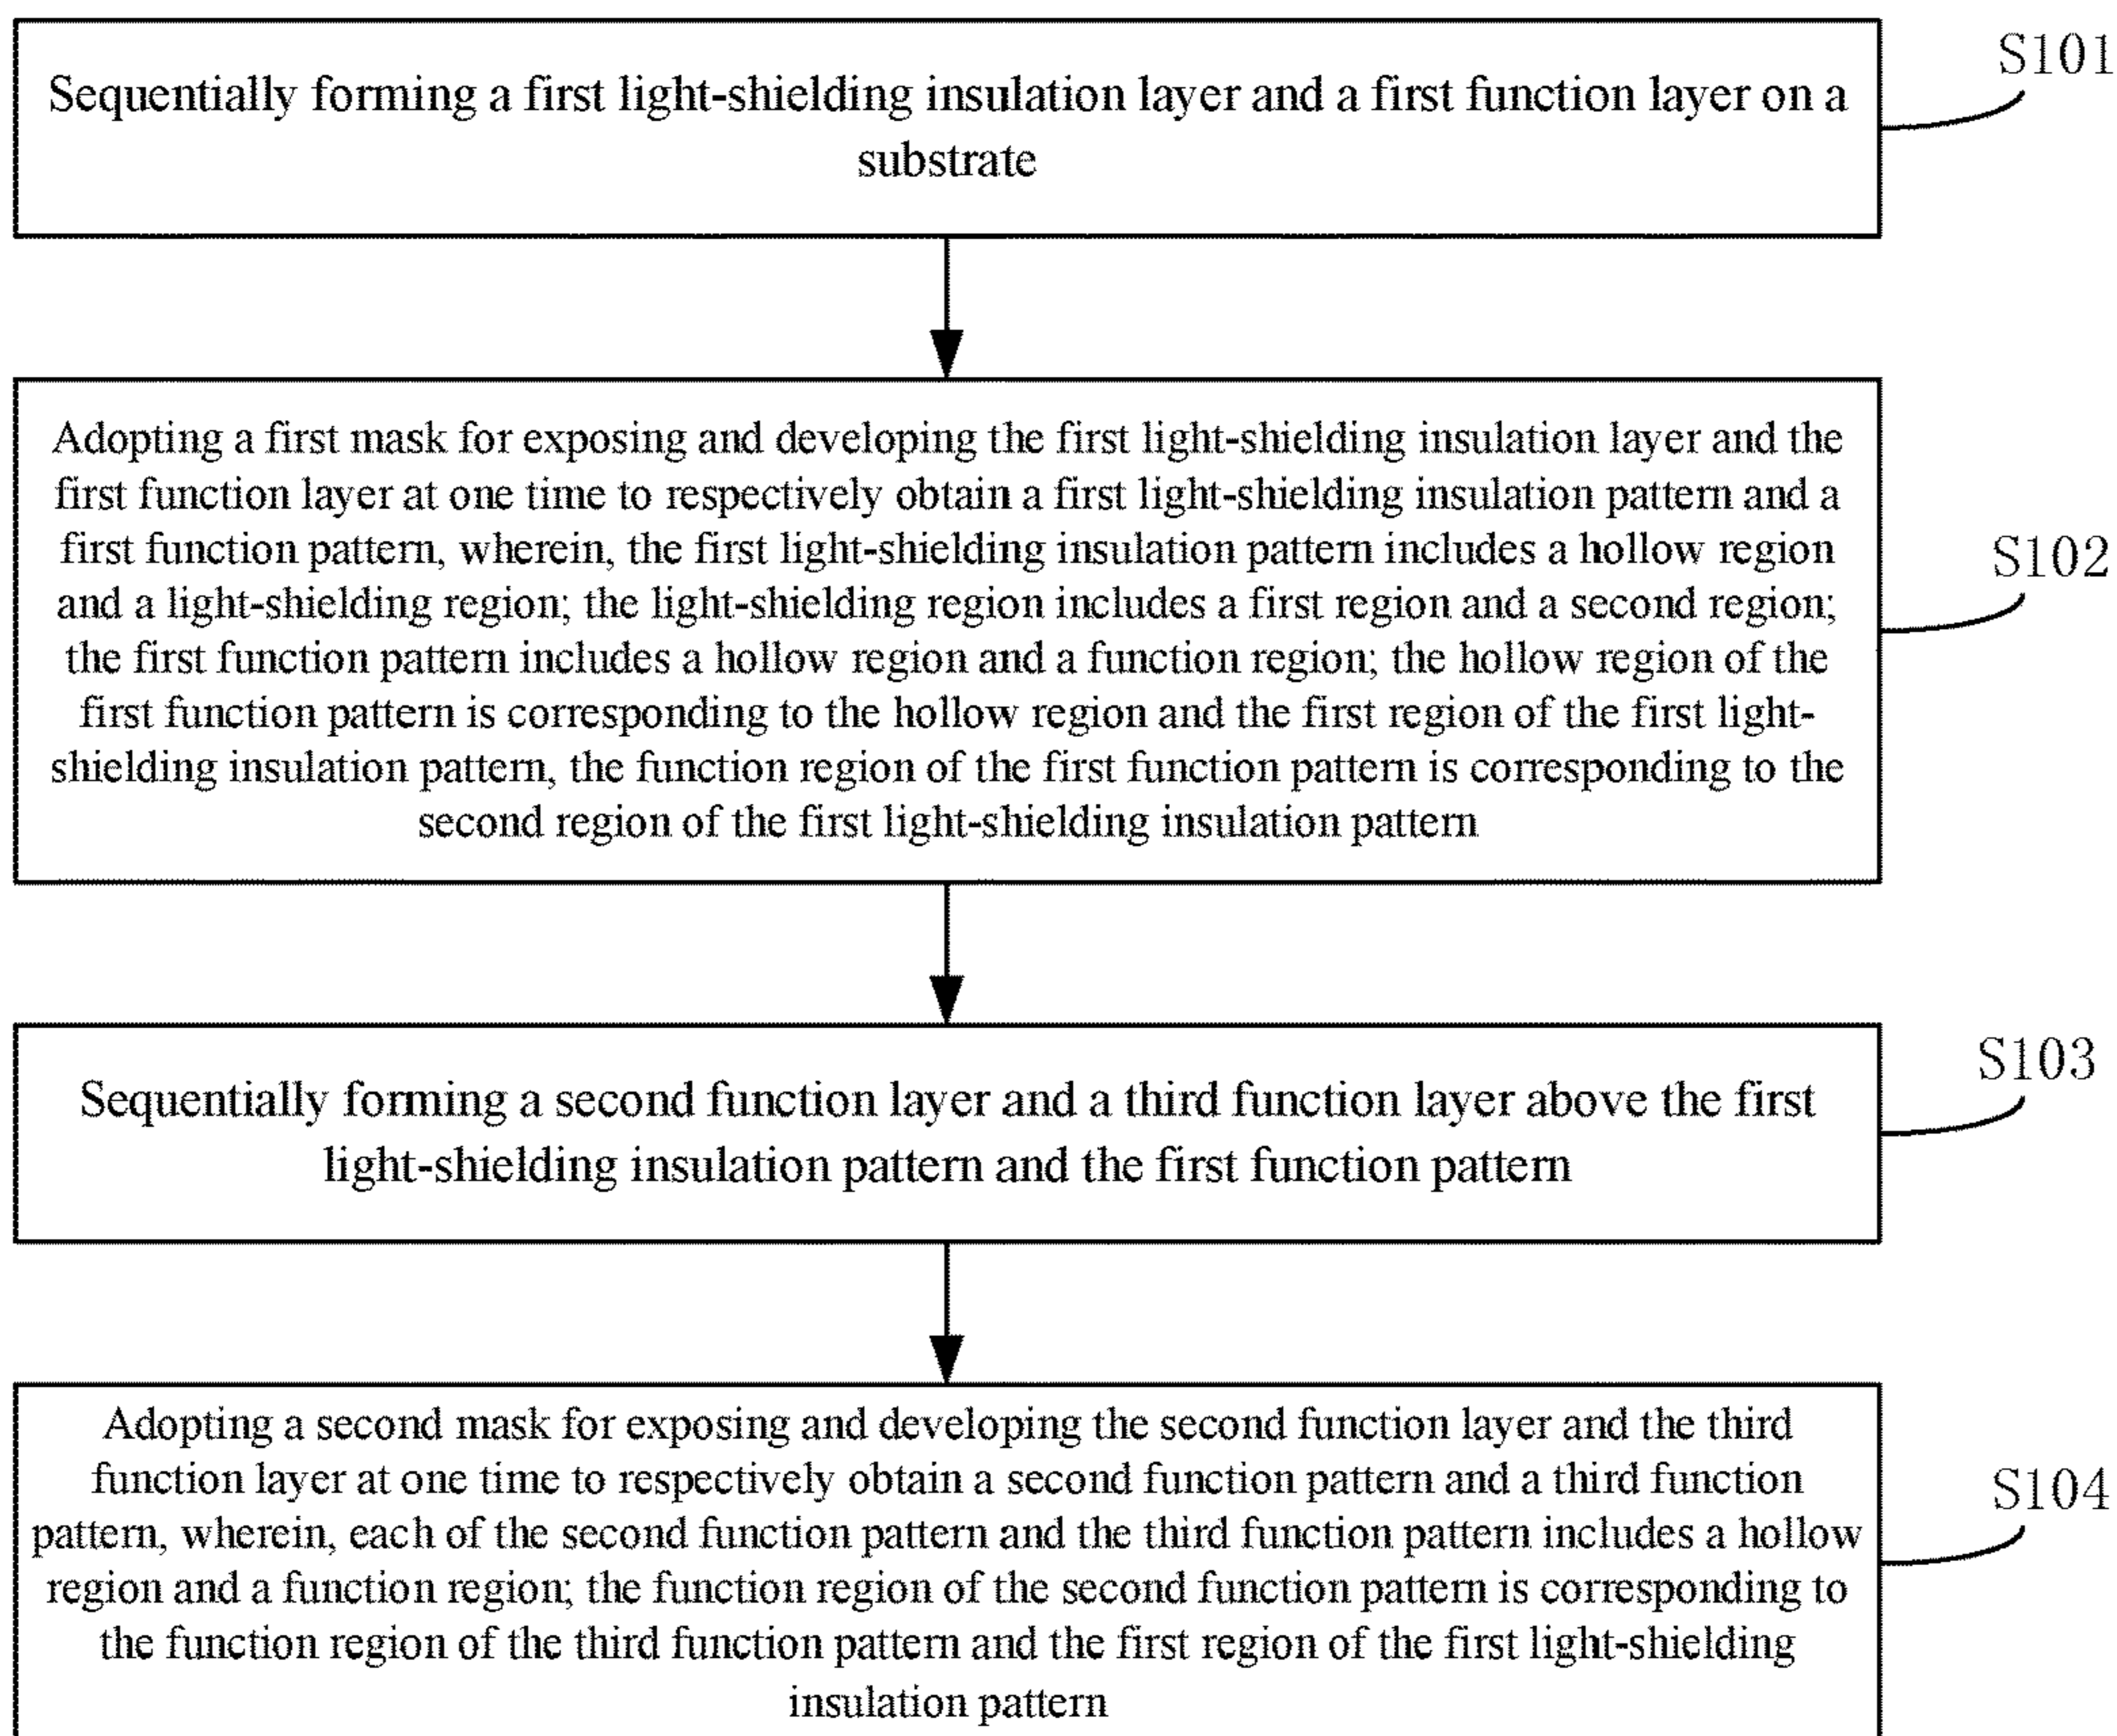 Sequentially forming a first light-shielding insulation layer and a first function layer on a
substrate
S101
Adopting a first mask for exposing and developing the first light-shielding insulation layer and the
first function layer at one time to respectively obtain a first light-shielding insulation pattern and a
first function pattern, wherein, the first light-shielding insulation pattern includes a hollow region
and a light-shielding region; the light-shielding region includes a first region and a second region;
the first function pattern includes a hollow region and a function region; the hollow region of the
first function pattern is corresponding to the hollow region and the first region of the first light-
shielding insulation pattern, the function region of the first function pattern is corresponding to the
second region of the first light-shielding insulation pattern
S102
Sequentially forming a second function layer and a third function layer above the first
light-shielding insulation pattern and the first function pattern
S103
Adopting a second mask for exposing and developing the second function layer and the third
function layer at one time to respectively obtain a second function pattern and a third function
pattern, wherein, each of the second function pattern and the third function pattern includes a hollow
region and a function region; the function region of the second function pattern is corresponding to
the function region of the third function pattern and the first region of the first light-shielding
insulation pattern
S104